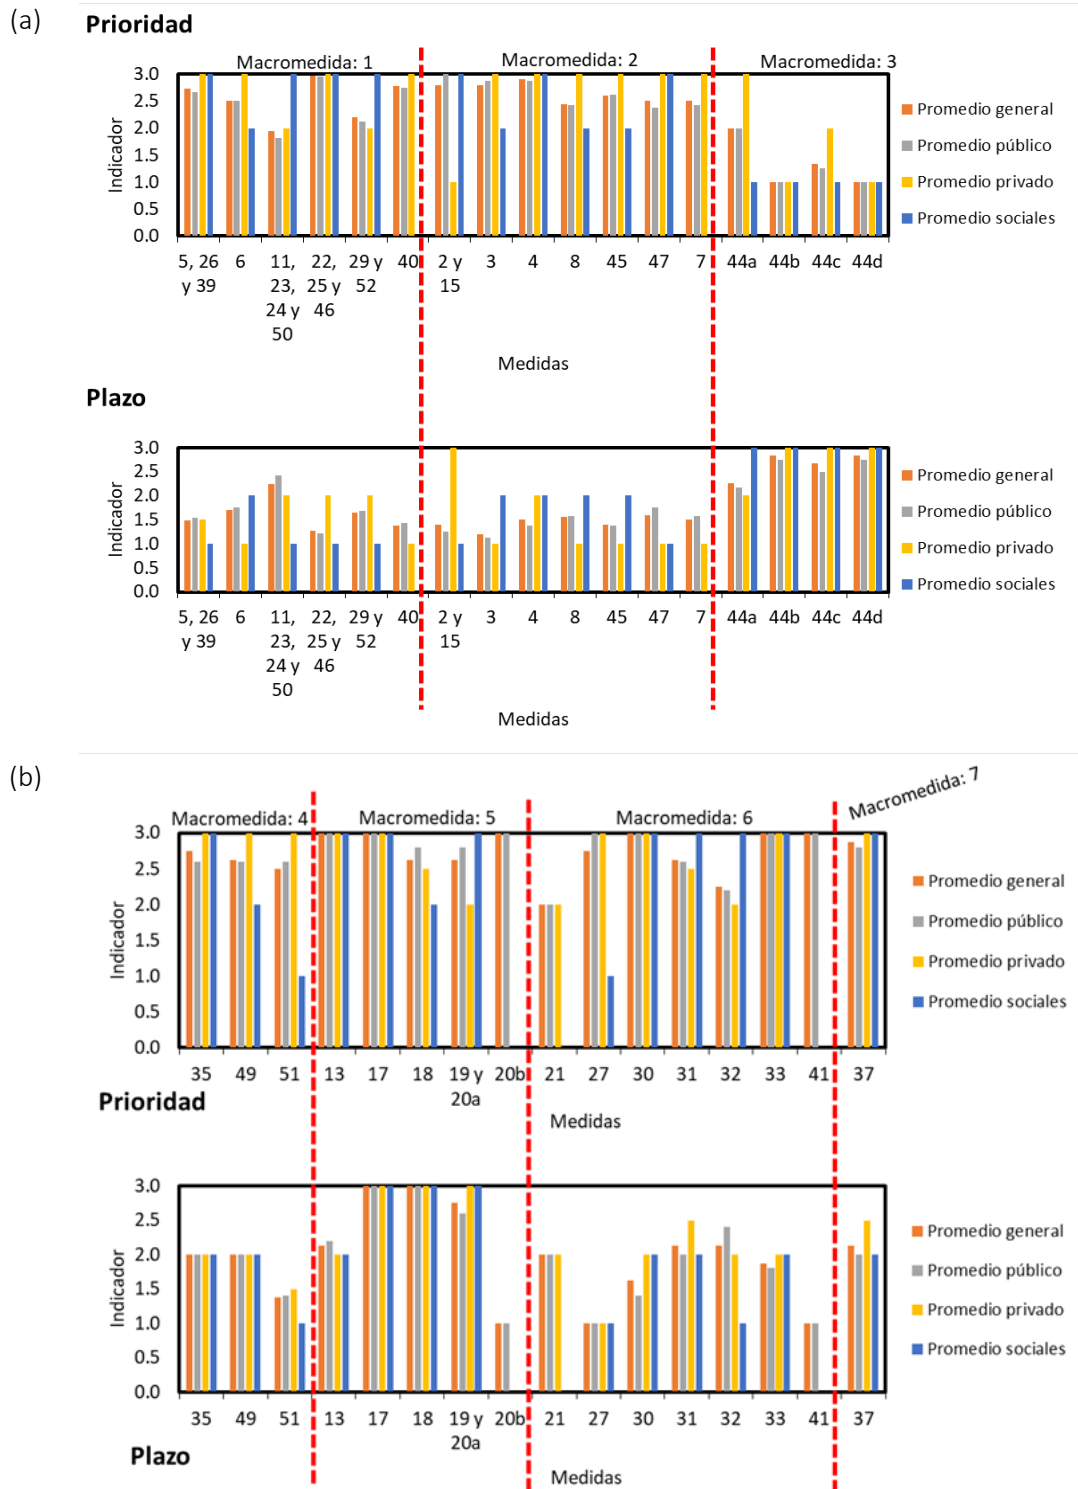 (a)
Prioridad
Macromedida: 1
Macromedida: 2
Macromedida: 3
Indicador
3.0
2.5
2.0
1.5
1.0
0.5
0.0
5, 26 y 39
6
11, 23, 24 y 50
22, 25 y 46
29 y 52
40
2 y 15
3
4
8
45
47
7
44a
44b
44c
44d
Medidas
Promedio general
Promedio público
Promedio privado
Promedio sociales
Plazo
Indicador
3.0
2.5
2.0
1.5
1.0
0.5
0.0
5, 26 y 39
6
11, 23, 24 y 50
22, 25 y 46
29 y 52
40
2 y 15
3
4
8
45
47
7
44a
44b
44c
44d
Medidas
Promedio general
Promedio público
Promedio privado
Promedio sociales
(b)
Macromedida: 4
Macromedida: 5
Macromedida: 6
Macromedida: 7
Indicador
3.0
2.5
2.0
1.5
1.0
0.5
0.0
35
49
51
13
17
18
19 y 20a
20b
21
27
30
31
32
33
41
37
Prioridad
Medidas
Promedio general
Promedio público
Promedio privado
Promedio sociales
Indicador
3.0
2.5
2.0
1.5
1.0
0.5
0.0
35
49
51
13
17
18
19 y 20a
20b
21
27
30
31
32
33
41
37
Plazo
Medidas
Promedio general
Promedio público
Promedio privado
Promedio sociales